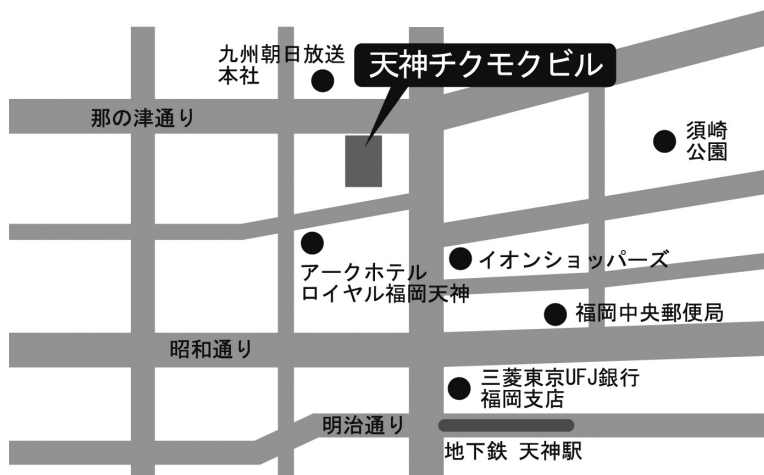 九州朝日放送
本社
天神チクモクビル
那の津通り
須崎
公園
アークホテル
ロイヤル福岡天神
イオンショッパーズ
福岡中央郵便局
昭和通り
三菱東京UFJ銀行
福岡支店
明治通り
地下鉄 天神駅